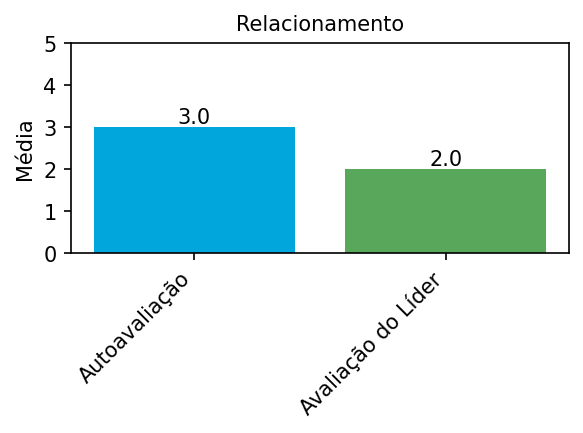 Relacionamento
Média
5
4
3
2
1
0
3.0
2.0
Autoavaliação
Avaliação do Líder